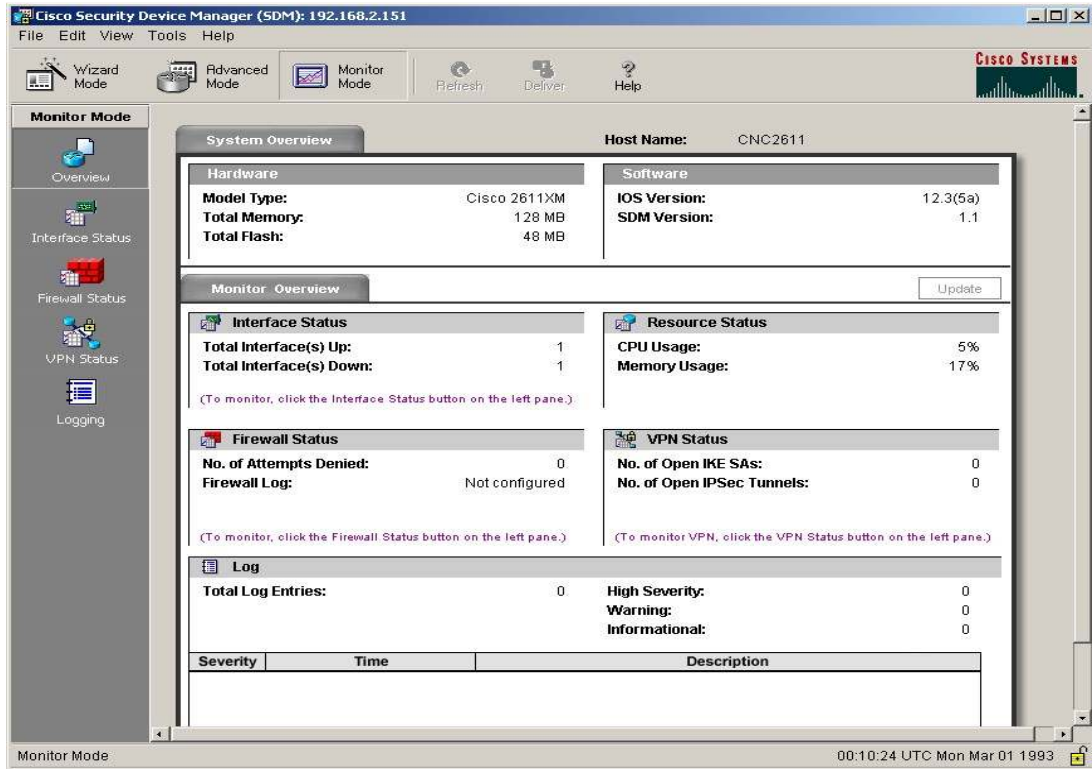 Cisco Security Device Manager (SDM): 192.168.2.151
File Edit View Tools Help
Wizard Mode
Advanced Mode
Monitor Mode
Refresh
Deliver
Help
CISCO SYSTEMS
Monitor Mode
Overview
Interface Status
Firewall Status
VPN Status
Logging
System Overview
Host Name: CNC2611
Hardware
Model Type: Cisco 2611XM
Total Memory: 128 MB
Total Flash: 48 MB
Software
IOS Version: 12.3(5a)
SDM Version: 1.1
Monitor Overview
Update
Interface Status
Total Interface(s) Up: 1
Total Interface(s) Down: 1
(To monitor, click the Interface Status button on the left pane.)
Resource Status
CPU Usage: 5%
Memory Usage: 17%
Firewall Status
No. of Attempts Denied: 0
Firewall Log: Not configured
(To monitor, click the Firewall Status button on the left pane.)
VPN Status
No. of Open IKE SAs: 0
No. of Open IPSec Tunnels: 0
(To monitor VPN, click the VPN Status button on the left pane.)
Log
Total Log Entries: 0
High Severity: 0
Warning: 0
Informational: 0
Severity Time Description
Monitor Mode
00:10:24 UTC Mon Mar 01 1993